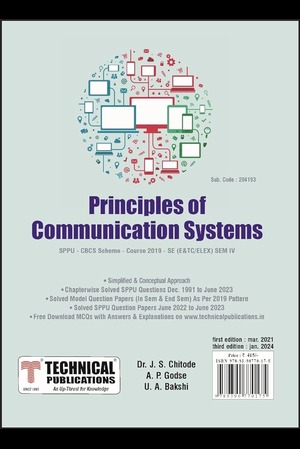 Sub. Code : 204193
Principles of
Communication Systems
SPPU - CBCS Scheme - Course 2019 - SE (E&TC/ELEX) SEM IV
• Simplified & Conceptual Approach
• Chapterwise Solved SPPU Questions Dec. 1991 to June 2023
• Solved Model Question Papers (In Sem & End Sem) As Per 2019 Pattern
• Solved SPPU Question Papers June 2022 to June 2023
• Free Download MCQs with Answers & Explanations on www.technicalpublications.in
first edition : mar. 2021
third edition : jan. 2024
TECHNICAL
PUBLICATIONS
SINCE 1993
An Up-Thrust for Knowledge
Dr. J. S. Chitode
A. P. Godse
U. A. Bakshi
Price : ₹ 415/-